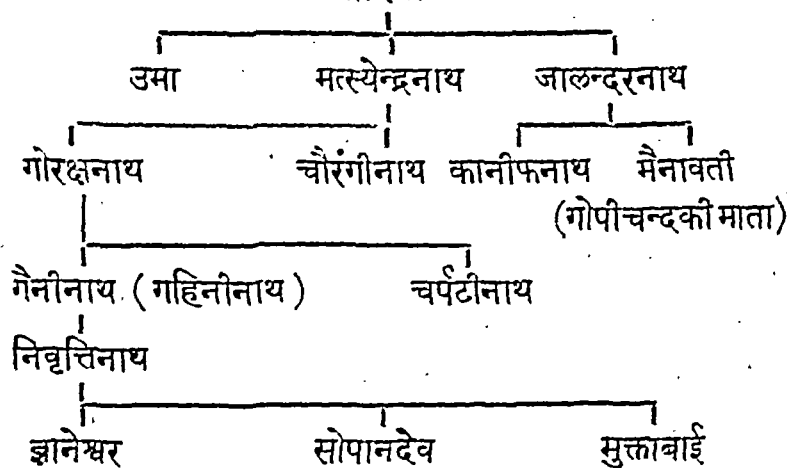 उमा मत्स्येन्द्रनाथ जालन्दरनाथ
गोरक्षनाथ चौरंगीनाथ कानीफनाथ मैनावती
(गोपीचन्दकी माता)
गैनीनाथ (गहिनीनाथ) चर्पटीनाथ
निवृत्तिनाथ
ज्ञानेश्वर सोपानदेव मुक्ताबाई